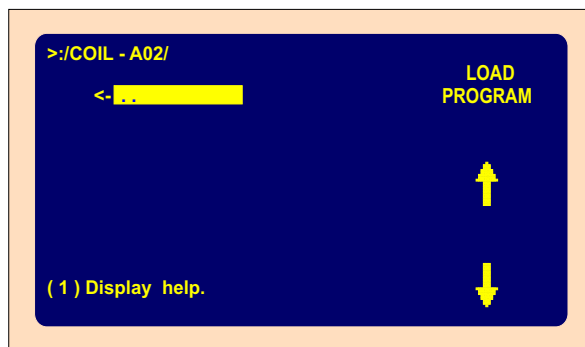 >:/COIL - A02/
LOAD
PROGRAM
<- . .
( 1 ) Display help.